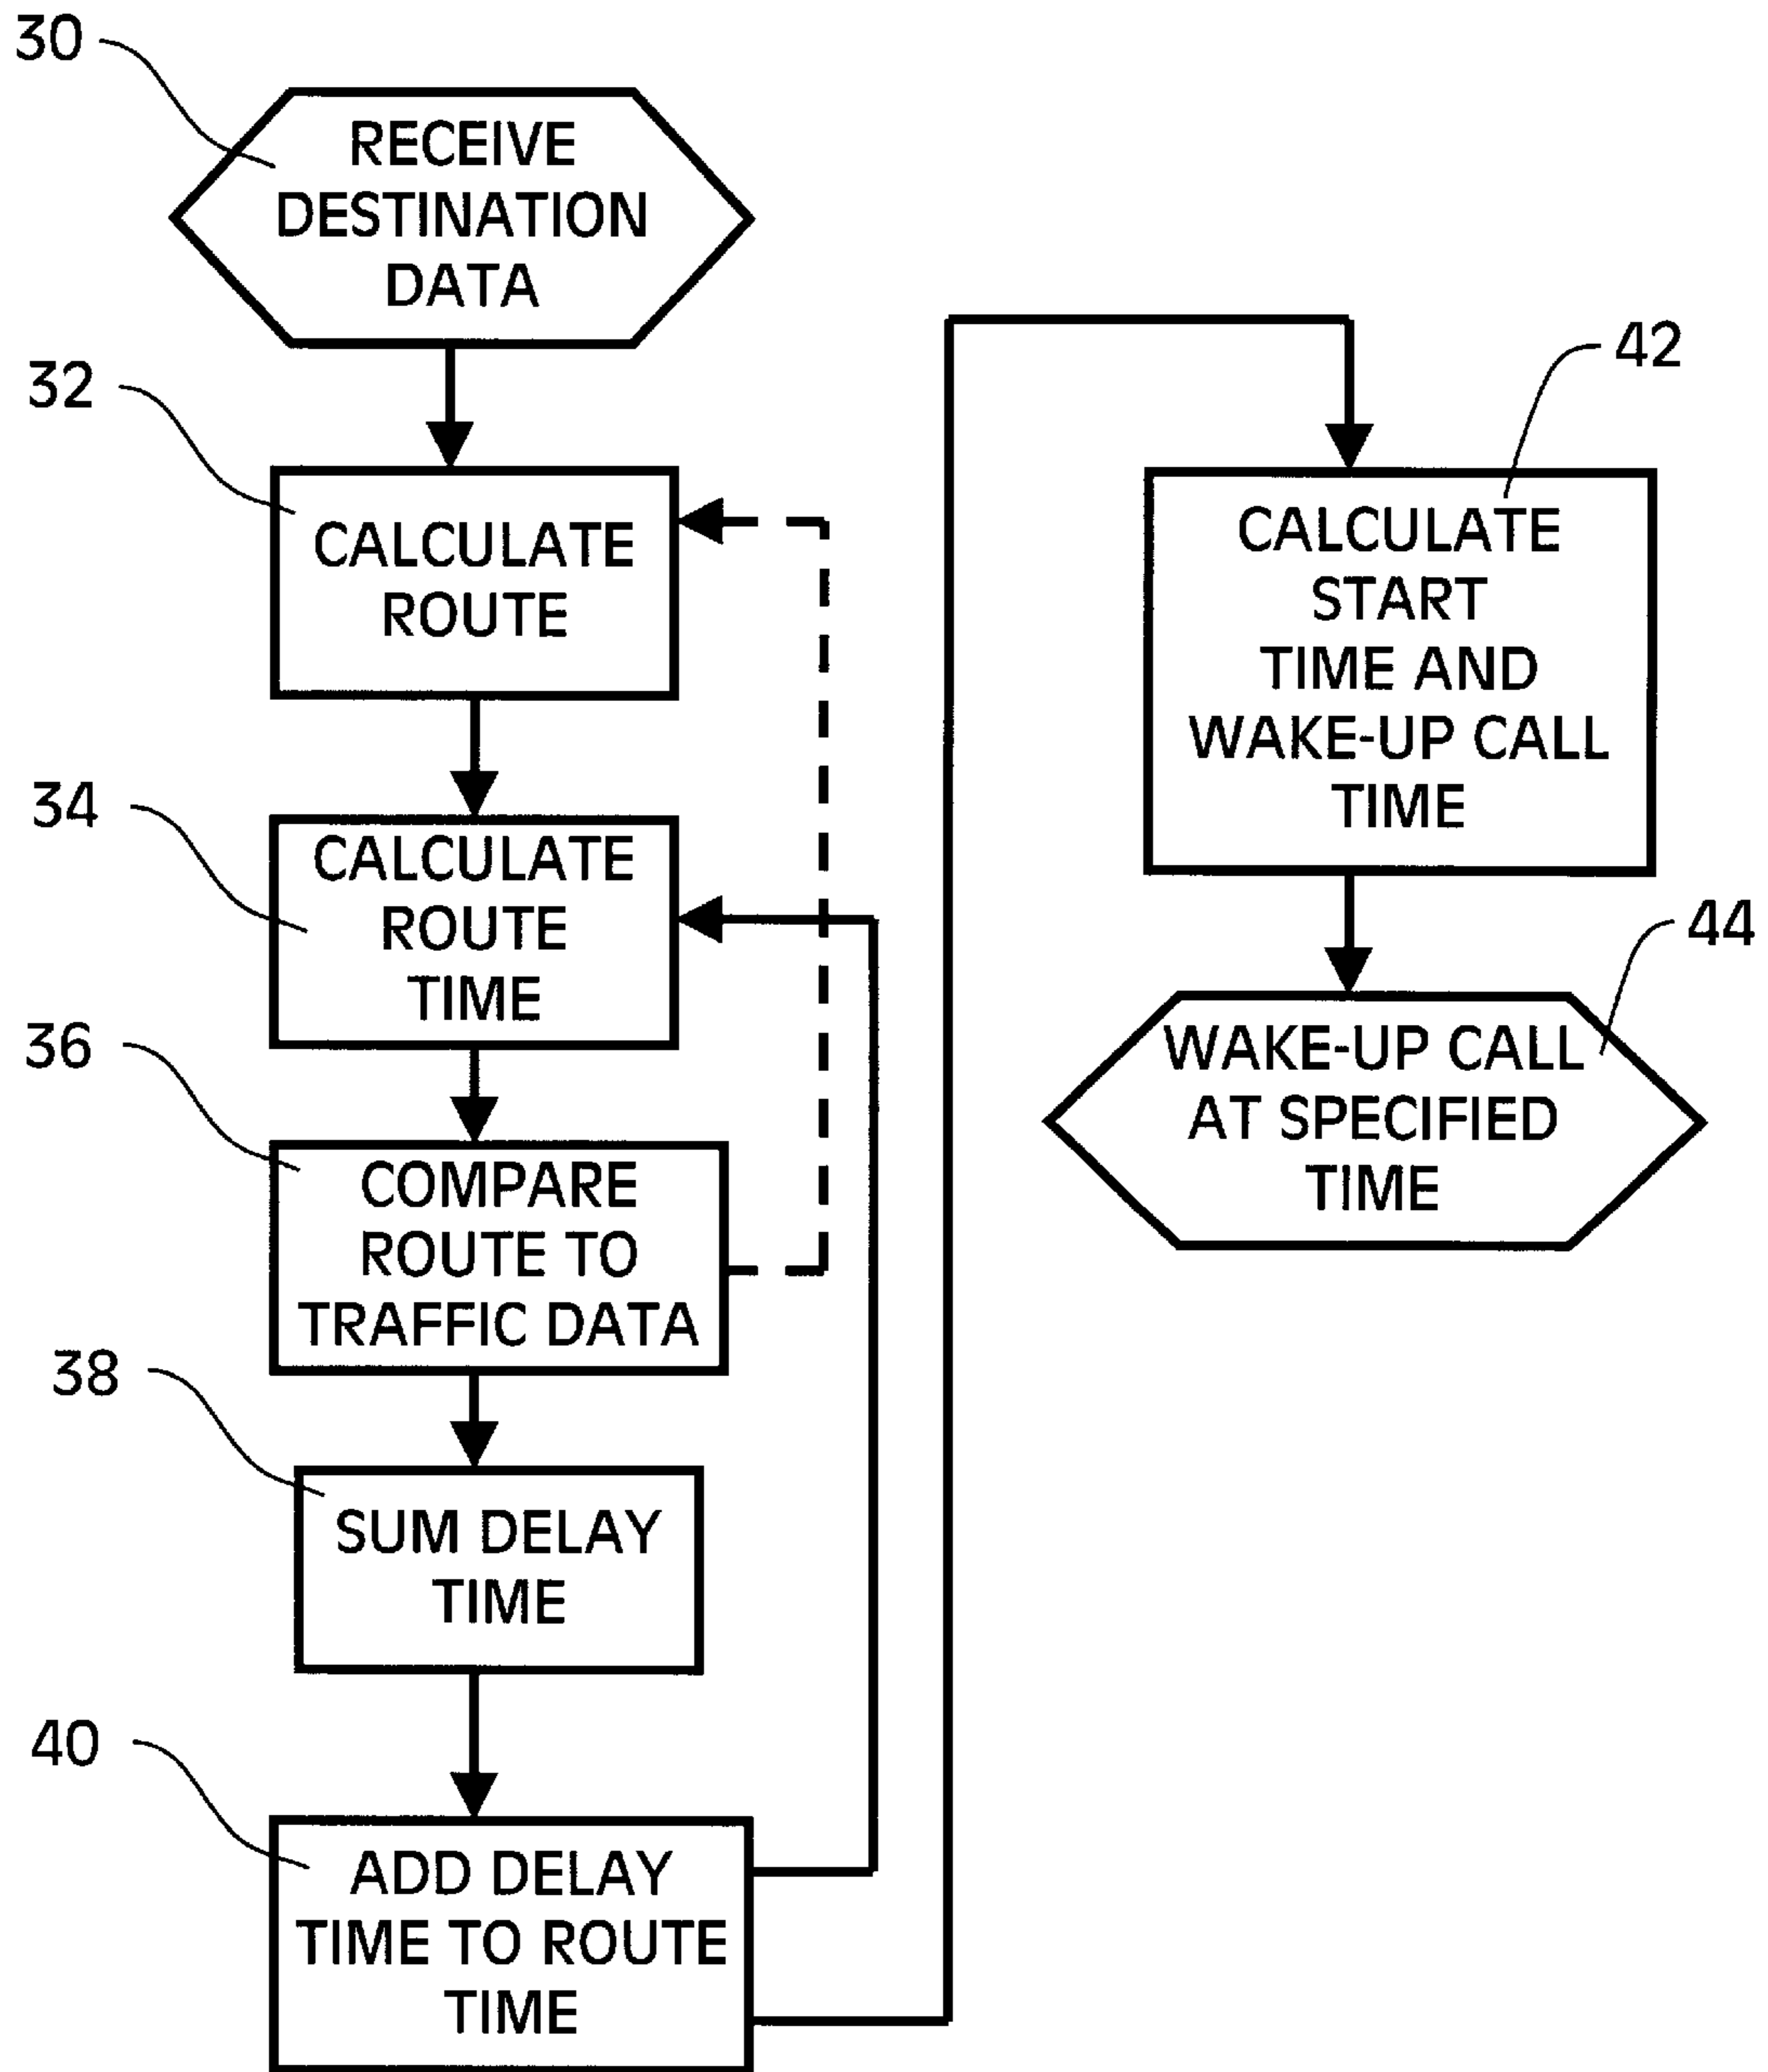 30
RECEIVE
DESTINATION
DATA
32
CALCULATE
ROUTE
34
CALCULATE
ROUTE
TIME
36
COMPARE
ROUTE TO
TRAFFIC DATA
38
SUM DELAY
TIME
40
ADD DELAY
TIME TO ROUTE
TIME
42
CALCULATE
START
TIME AND
WAKE-UP CALL
TIME
44
WAKE-UP CALL
AT SPECIFIED
TIME